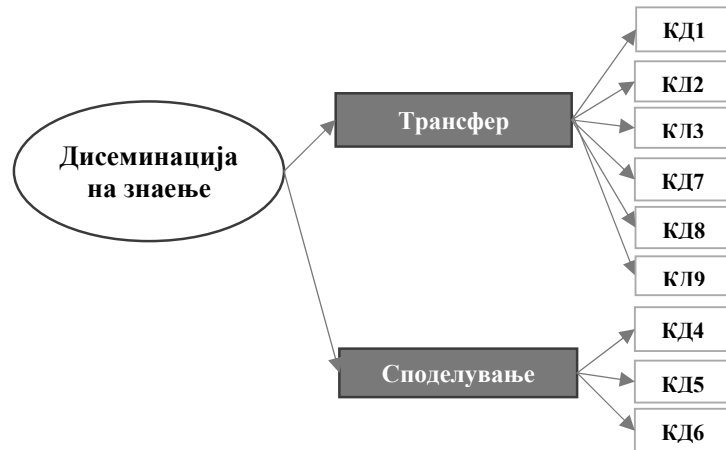 Дисеминација
на знаење
Трансфер
Споделување
КД1
КД2
КД3
КД7
КД8
КД9
КД4
КД5
КД6